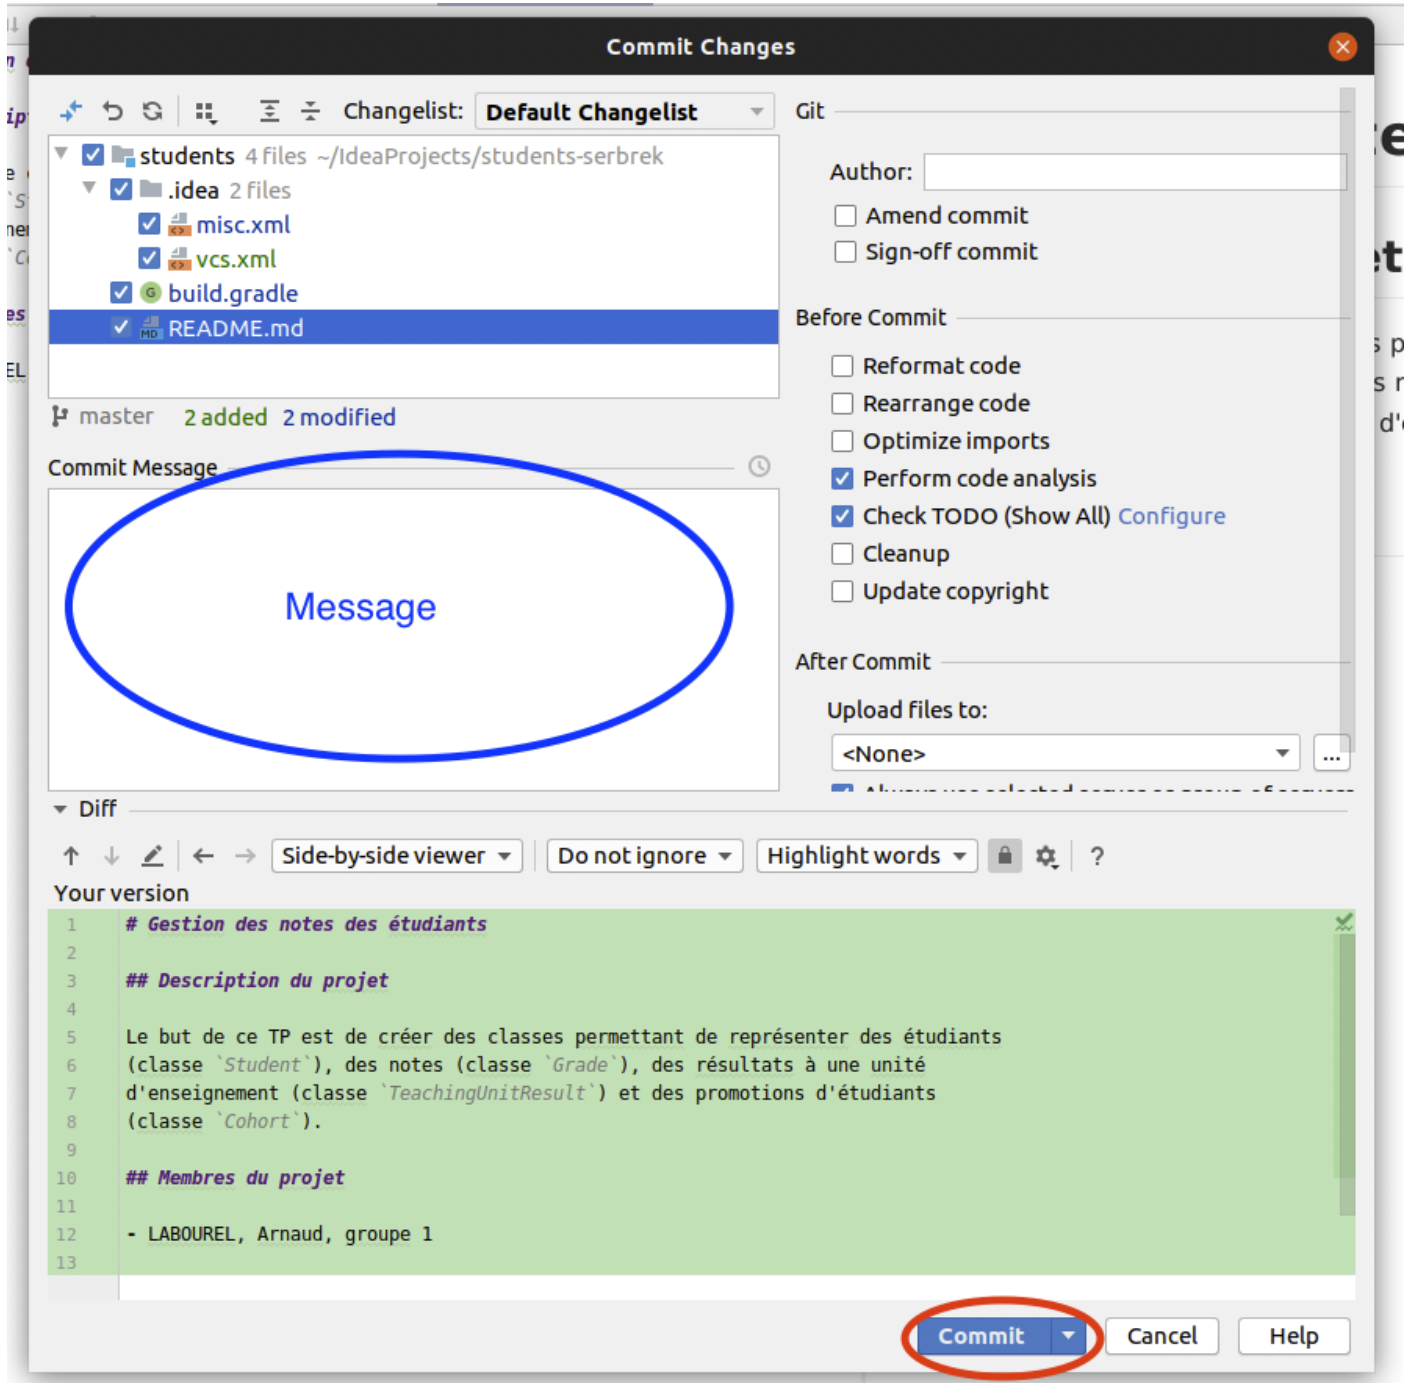 Commit Changes
Changelist: Default Changelist
students 4 files ~/IdeaProjects/students-serbrek
.idea 2 files
misc.xml
vcs.xml
build.gradle
README.md
master 2 added 2 modified
Commit Message
Message
Git
Author:
Amend commit
Sign-off commit
Before Commit
Reformat code
Rearrange code
Optimize imports
Perform code analysis
Check TODO (Show All) Configure
Cleanup
Update copyright
After Commit
Upload files to:
<None>
...
Diff
Side-by-side viewer Do not ignore Highlight words ?
Your version
1 # Gestion des notes des étudiants
2
3 ## Description du projet
4
5 Le but de ce TP est de créer des classes permettant de représenter des étudiants
6 (classe `Student`), des notes (classe `Grade`), des résultats à une unité
7 d'enseignement (classe `TeachingUnitResult`) et des promotions d'étudiants
8 (classe `Cohort`).
9
10 ## Membres du projet
11
12 - LABOUREL, Arnaud, groupe 1
13
Commit Cancel Help